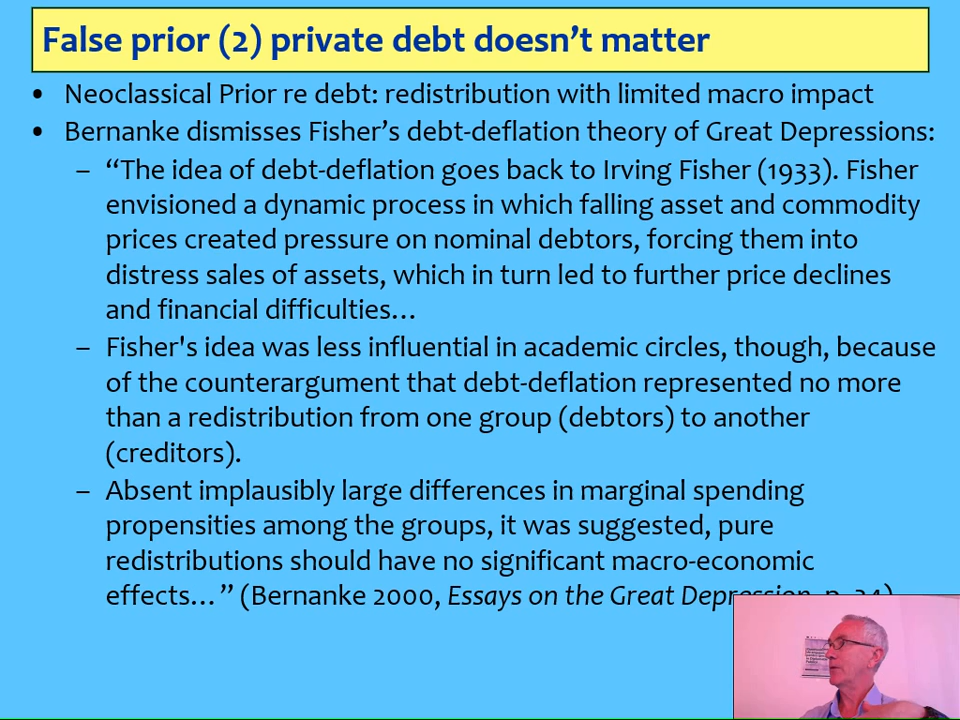 False prior (2) private debt doesn’t matter
• Neoclassical Prior re debt: redistribution with limited macro impact
• Bernanke dismisses Fisher’s debt-deflation theory of Great Depressions:
– “The idea of debt-deflation goes back to Irving Fisher (1933). Fisher
envisioned a dynamic process in which falling asset and commodity
prices created pressure on nominal debtors, forcing them into
distress sales of assets, which in turn led to further price declines
and financial difficulties…
– Fisher's idea was less influential in academic circles, though, because
of the counterargument that debt-deflation represented no more
than a redistribution from one group (debtors) to another
(creditors).
– Absent implausibly large differences in marginal spending
propensities among the groups, it was suggested, pure
redistributions should have no significant macro-economic
effects…” (Bernanke 2000, Essays on the Great Depression, p. 24)